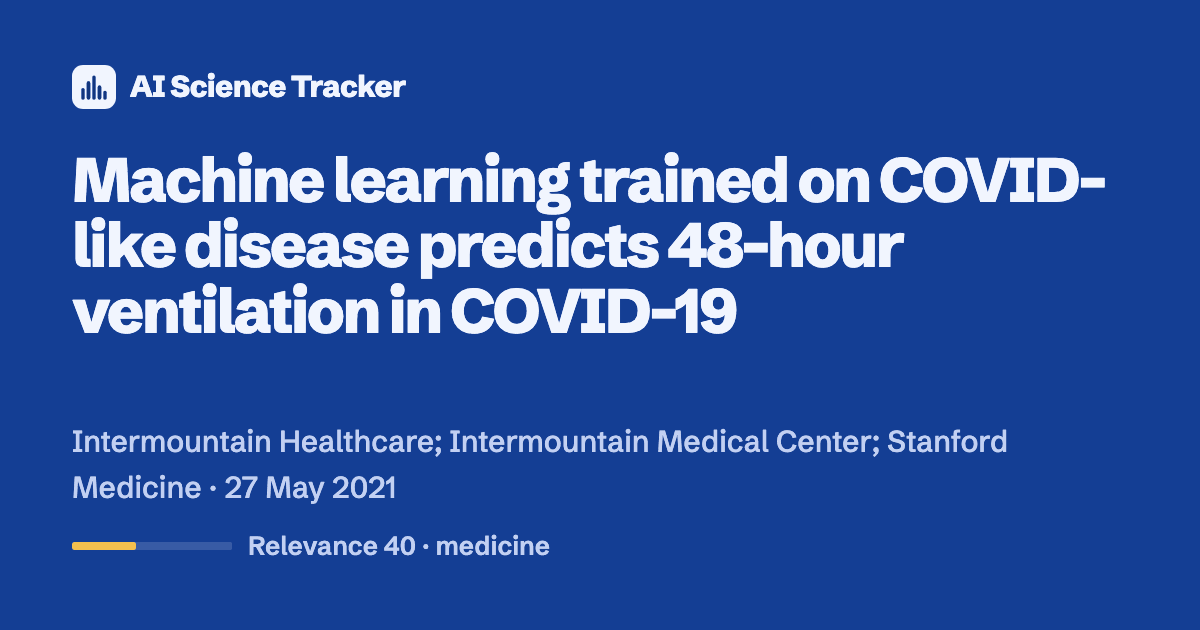 AI Science Tracker
Machine learning trained on COVID-
like disease predicts 48-hour
ventilation in COVID-19
Intermountain Healthcare; Intermountain Medical Center; Stanford
Medicine · 27 May 2021
Relevance 40 · medicine